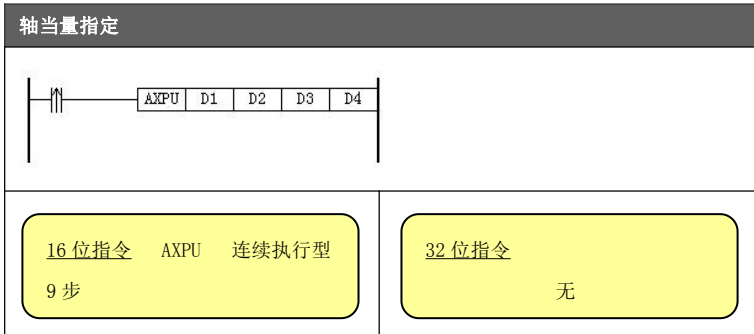 轴当量指定
AXPU D1 D2 D3 D4
16 位指令 AXPU 连续执行型
9 步
32 位指令
无